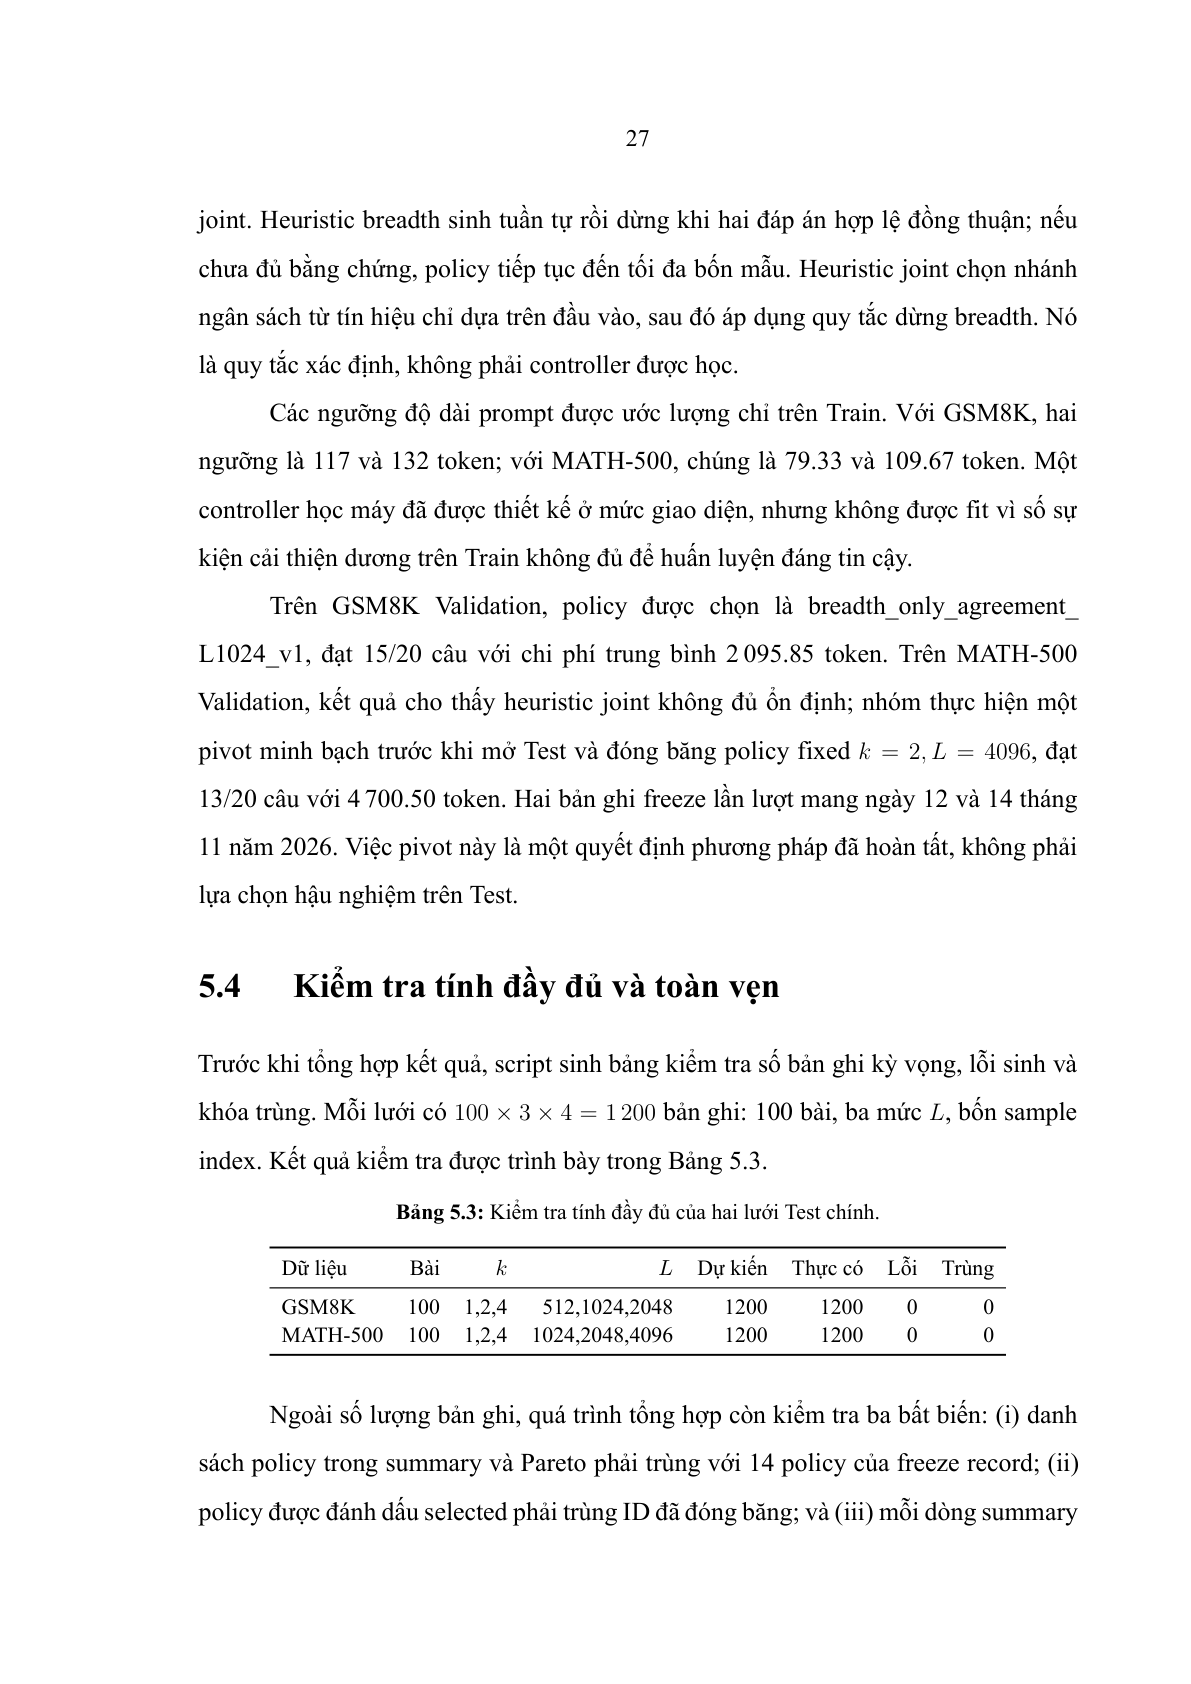 27
joint. Heuristic breadth sinh tuần tự rồi dừng khi hai đáp án hợp lệ đồng thuận; nếu
chưa đủ bằng chứng, policy tiếp tục đến tối đa bốn mẫu. Heuristic joint chọn nhánh
ngân sách từ tín hiệu chỉ dựa trên đầu vào, sau đó áp dụng quy tắc dừng breadth. Nó
là quy tắc xác định, không phải controller được học.
Các ngưỡng độ dài prompt được ước lượng chỉ trên Train. Với GSM8K, hai
ngưỡng là 117 và 132 token; với MATH-500, chúng là 79.33 và 109.67 token. Một
controller học máy đã được thiết kế ở mức giao diện, nhưng không được fit vì số sự
kiện cải thiện dương trên Train không đủ để huấn luyện đáng tin cậy.
Trên GSM8K Validation, policy được chọn là breadth_only_agreement_
L1024_v1, đạt 15/20 câu với chi phí trung bình 2 095.85 token. Trên MATH-500
Validation, kết quả cho thấy heuristic joint không đủ ổn định; nhóm thực hiện một
pivot minh bạch trước khi mở Test và đóng băng policy fixed k = 2, L = 4096, đạt
13/20 câu với 4 700.50 token. Hai bản ghi freeze lần lượt mang ngày 12 và 14 tháng
11 năm 2026. Việc pivot này là một quyết định phương pháp đã hoàn tất, không phải
lựa chọn hậu nghiệm trên Test.
5.4 Kiểm tra tính đầy đủ và toàn vẹn
Trước khi tổng hợp kết quả, script sinh bảng kiểm tra số bản ghi kỳ vọng, lỗi sinh và
khóa trùng. Mỗi lưới có 100 × 3 × 4 = 1 200 bản ghi: 100 bài, ba mức L, bốn sample
index. Kết quả kiểm tra được trình bày trong Bảng 5.3.
Bảng 5.3: Kiểm tra tính đầy đủ của hai lưới Test chính.
Dữ liệu Bài k L Dự kiến Thực có Lỗi Trùng
GSM8K 100 1,2,4 512,1024,2048 1200 1200 0 0
MATH-500 100 1,2,4 1024,2048,4096 1200 1200 0 0
Ngoài số lượng bản ghi, quá trình tổng hợp còn kiểm tra ba bất biến: (i) danh
sách policy trong summary và Pareto phải trùng với 14 policy của freeze record; (ii)
policy được đánh dấu selected phải trùng ID đã đóng băng; và (iii) mỗi dòng summary